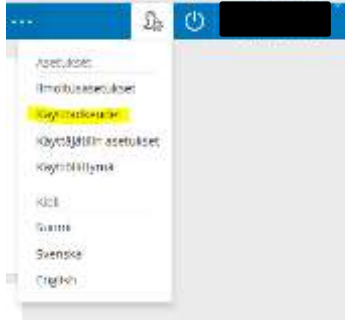 ...
Asetukset
Ilmoitusasetukset
Käyttöoikeudet
Käyttäjätilin asetukset
Käyttöliittymä
Kieli
Suomi
Svenska
English